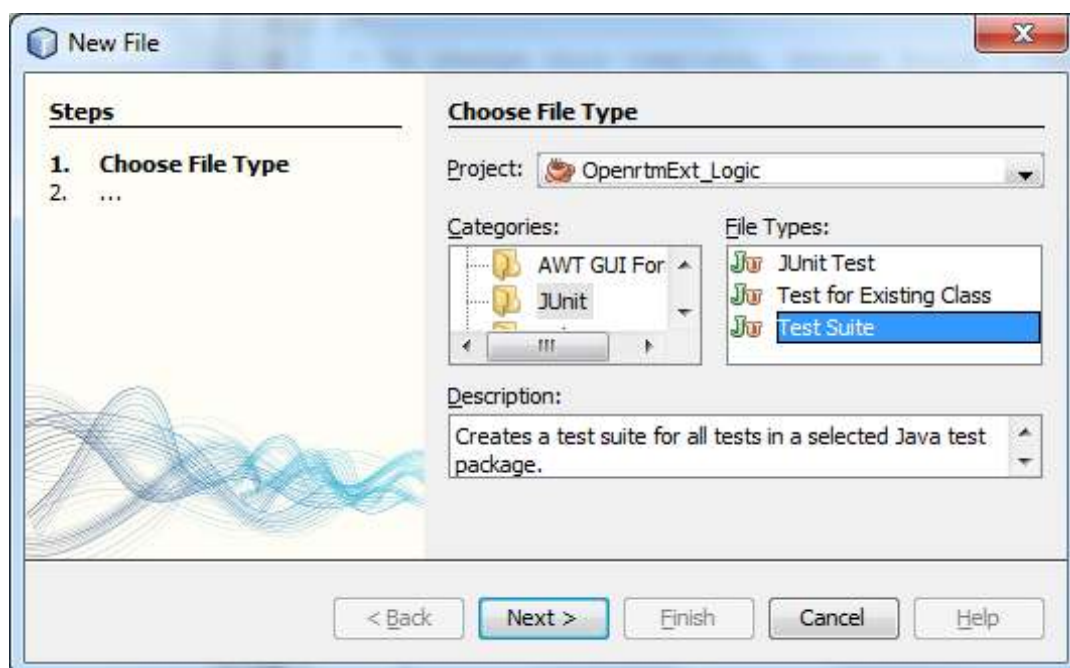 New File
Steps
1. Choose File Type
2. ...
Choose File Type
Project: OpenrtmExt_Logic
Categories:
AWT GUI For
JUnit
File Types:
JUnit Test
Test for Existing Class
Test Suite
Description:
Creates a test suite for all tests in a selected Java test
package.
< Back Next > Finish Cancel Help